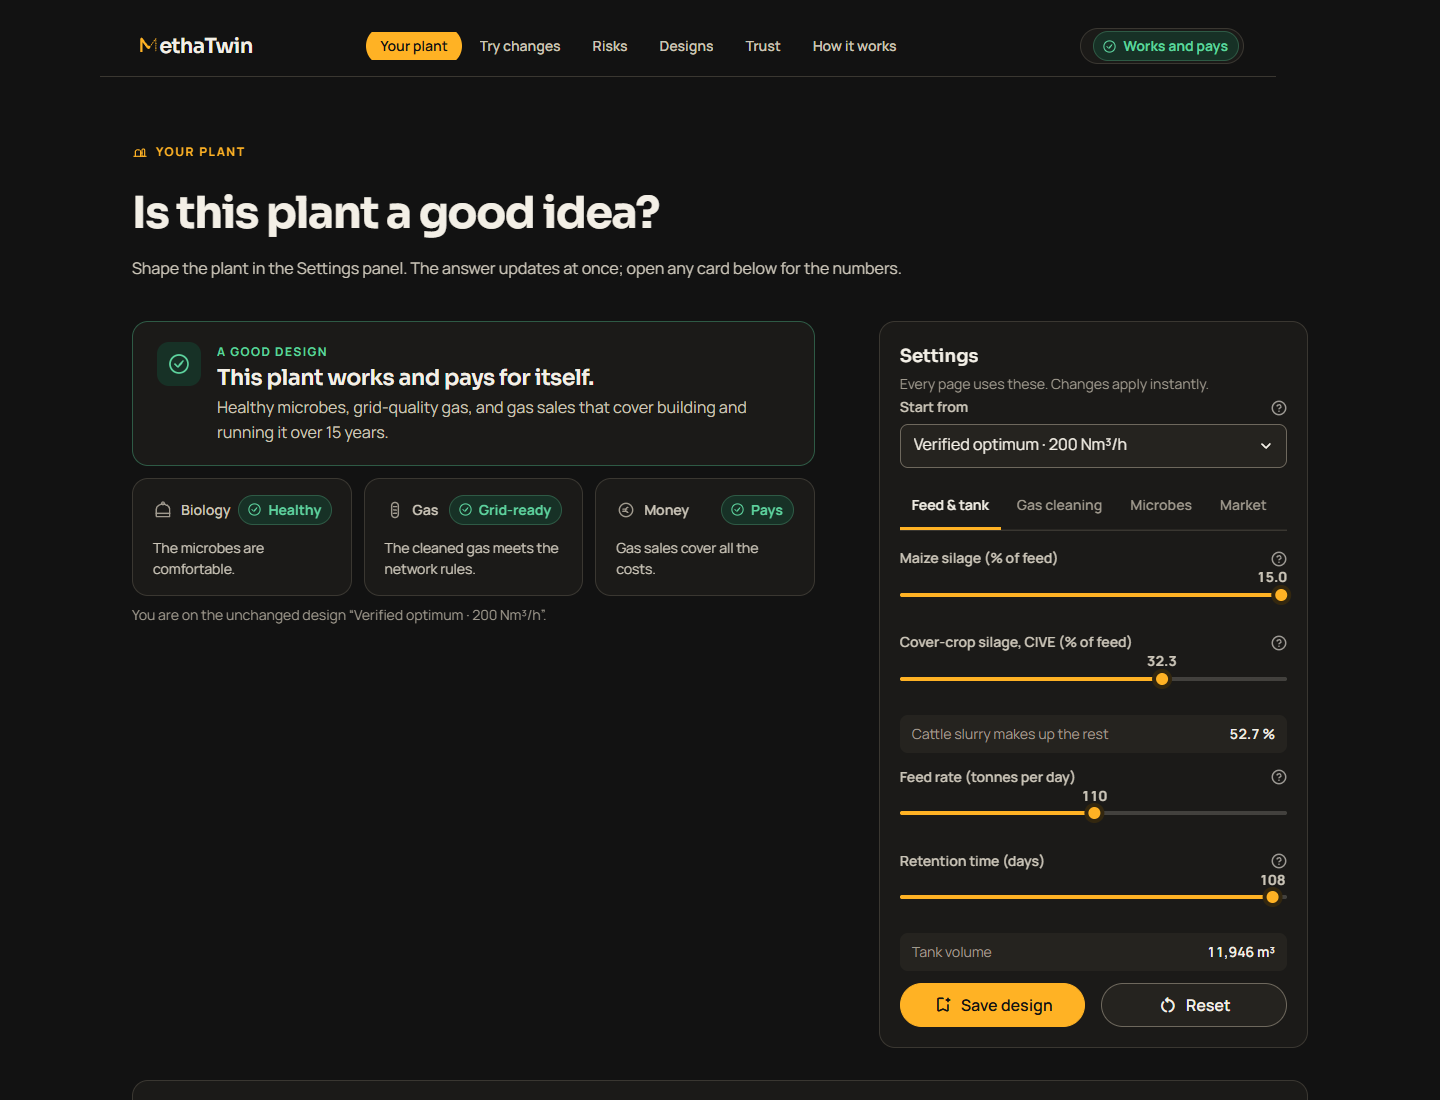 MethaTwin
Your plant
Try changes
Risks
Designs
Trust
How it works
Works and pays
YOUR PLANT
Is this plant a good idea?
Shape the plant in the Settings panel. The answer updates at once; open any card below for the numbers.
A GOOD DESIGN
This plant works and pays for itself.
Healthy microbes, grid-quality gas, and gas sales that cover building and
running it over 15 years.
Biology
Healthy
The microbes are
comfortable.
Gas
Grid-ready
The cleaned gas meets the
network rules.
Money
Pays
Gas sales cover all the
costs.
You are on the unchanged design “Verified optimum · 200 Nm³/h”.
Settings
Every page uses these. Changes apply instantly.
Start from
Verified optimum · 200 Nm³/h
Feed & tank
Gas cleaning
Microbes
Market
Maize silage (% of feed)
15.0
Cover-crop silage, CIVE (% of feed)
32.3
Cattle slurry makes up the rest
52.7 %
Feed rate (tonnes per day)
110
Retention time (days)
108
Tank volume
11,946 m³
Save design
Reset